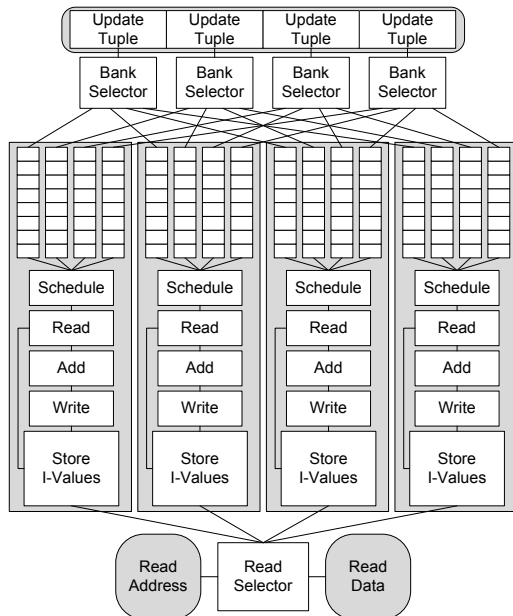 Update Update Update Update
Tuple Tuple Tuple Tuple
Bank Bank Bank Bank
Selector Selector Selector Selector
Schedule Schedule Schedule Schedule
Read Read Read Read
Add Add Add Add
Write Write Write Write
Store Store Store Store
I-Values I-Values I-Values I-Values
Read Read Read
Address Selector Data